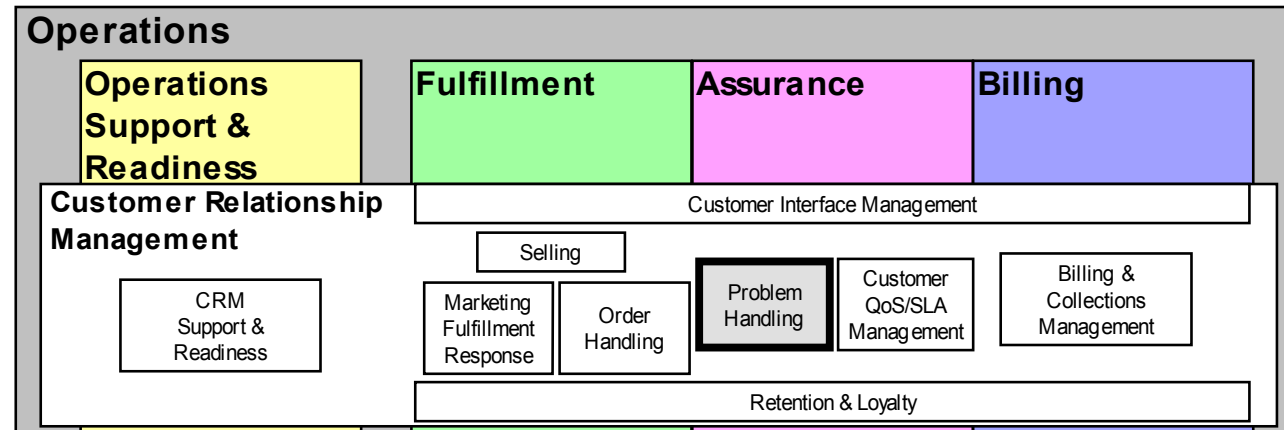 Operations
Operations
Support &
Readiness
Fulfillment
Assurance
Billing
Customer Relationship
Management
Customer Interface Management
Selling
CRM
Support &
Readiness
Marketing
Fulfillment
Response
Order
Handling
Problem
Handling
Customer
QoS/SLA
Management
Billing &
Collections
Management
Retention & Loyalty